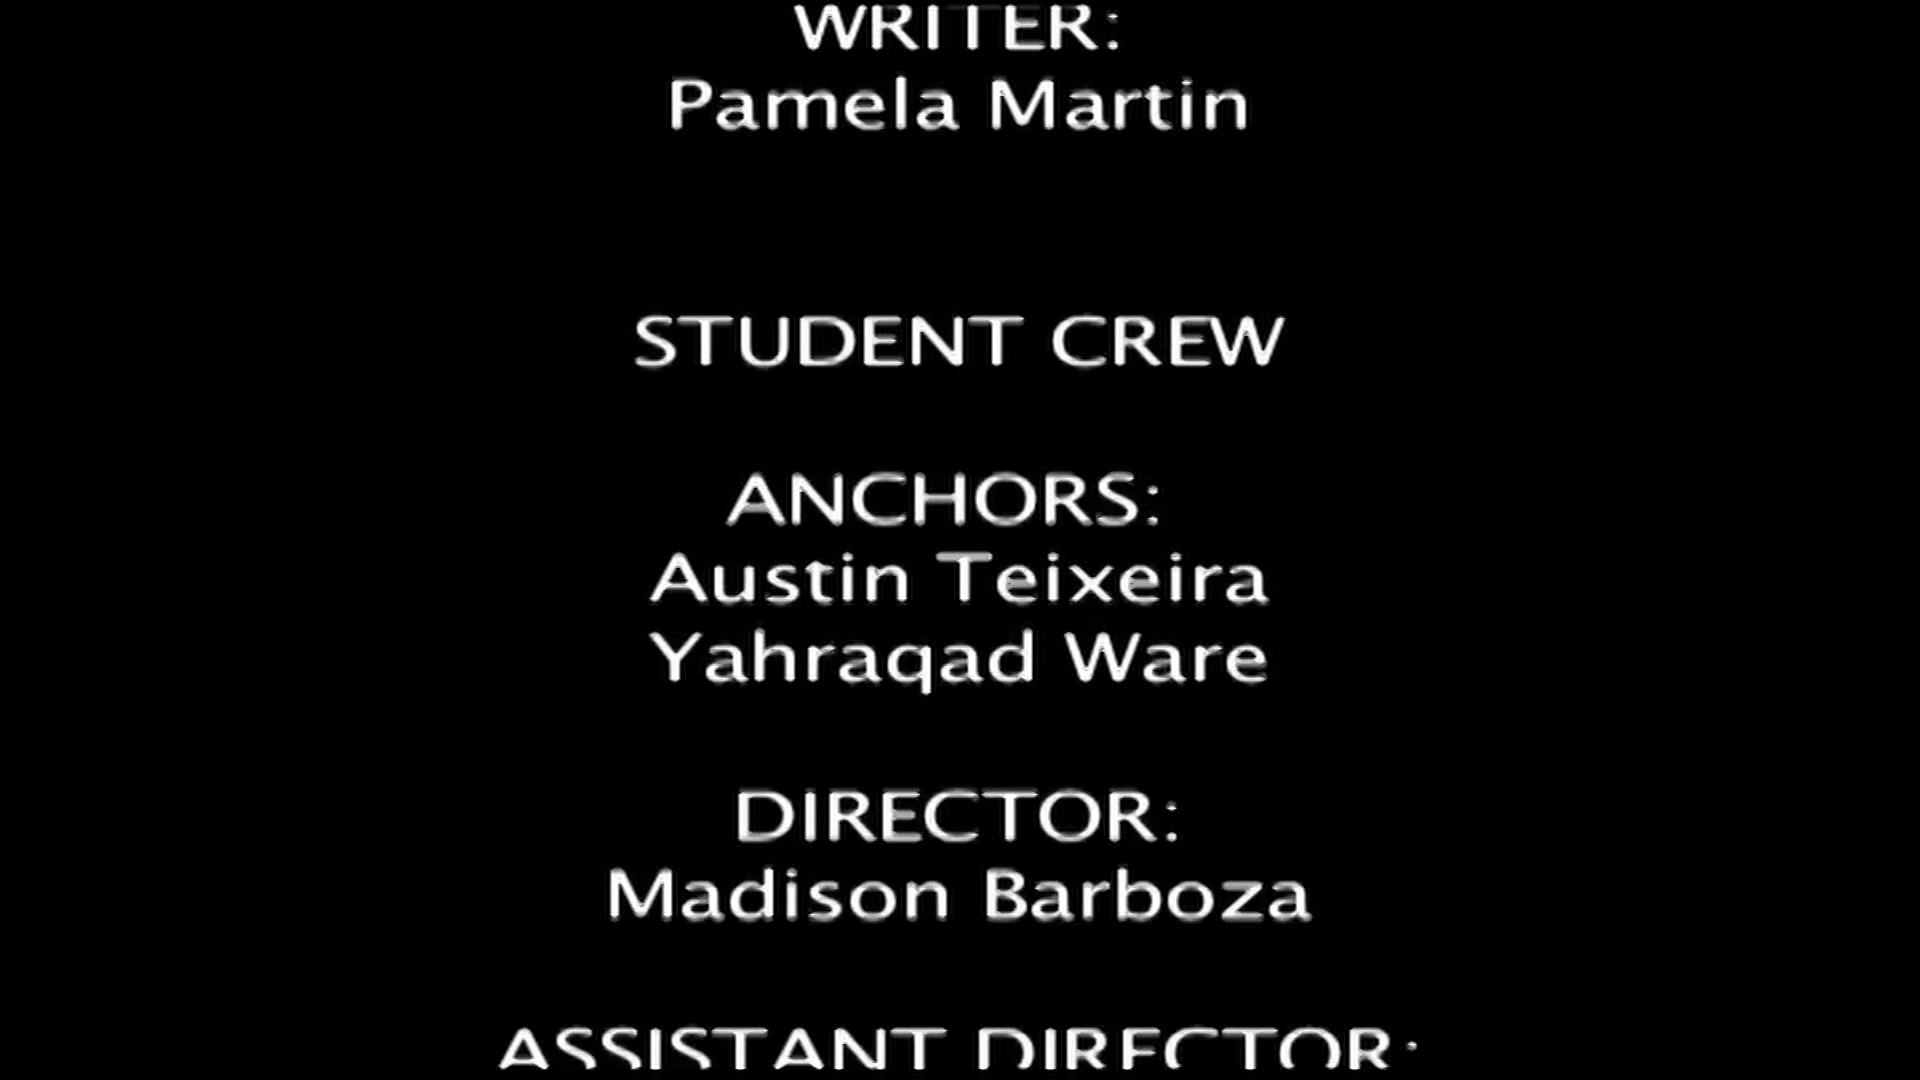 WRITER:
Pamela Martin
STUDENT CREW
ANCHORS:
Austin Teixeira
Yahraqad Ware
DIRECTOR:
Madison Barboza
ASSISTANT DIRECTOR: